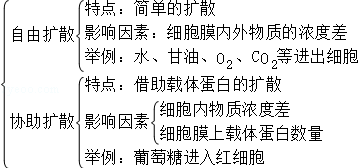 特点：简单的扩散
自由扩散
影响因素：细胞膜内外物质的浓度差
举例：水、甘油、O₂、CO₂等进出细胞
特点：借助载体蛋白的扩散
协助扩散
影响因素
细胞内物质浓度差
细胞膜上载体蛋白数量
举例：葡萄糖进入红细胞